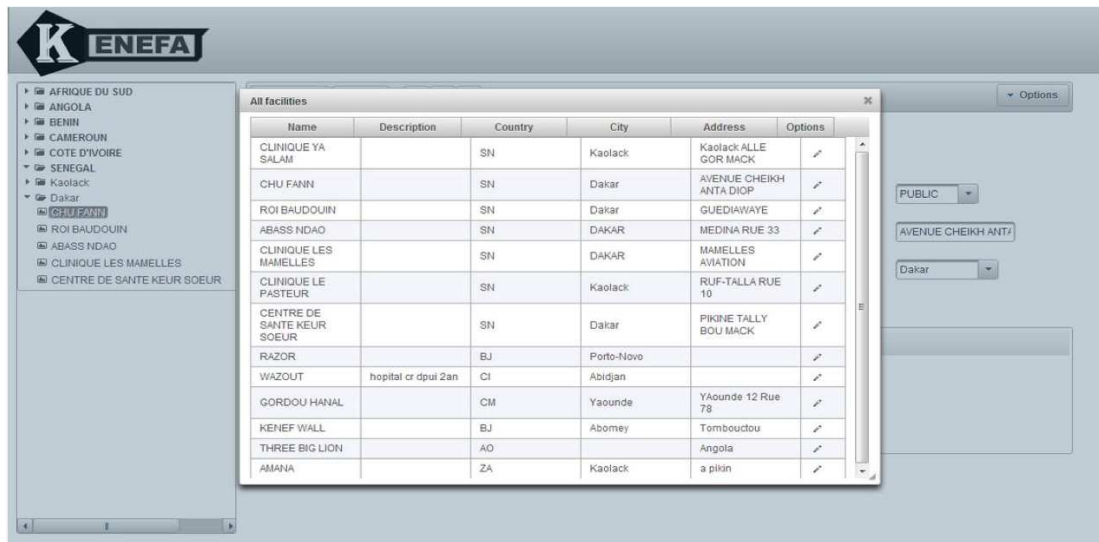 KENEFA
AFRIQUE DU SUD
ANGOLA
BENIN
CAMEROUN
COTE D'IVOIRE
SENEGAL
Kaolack
Dakar
CHU FANN
ROI BAUDOUIN
ABASS NDAO
CLINIQUE LES MAMELLES
CENTRE DE SANTE KEUR SOEUR
Options
All facilities
Name Description Country City Address Options
CLINIQUE YA SALAM SN Kaolack Kaolack ALLE GOR MACK
CHU FANN SN Dakar AVENUE CHEIKH ANTA DIOP
ROI BAUDOUIN SN Dakar GUEDIAWAYE
ABASS NDAO SN DAKAR MEDINA RUE 33
CLINIQUE LES MAMELLES SN DAKAR MAMELLES AVIATION
CLINIQUE LE PASTEUR SN Kaolack RUF-TALLA RUE 10
CENTRE DE SANTE KEUR SOEUR SN Dakar PIKINE TALLY BOU MACK
RAZOR BJ Porto-Novo
WAZOUT hopital cr dpui 2an CI Abidjan
GORDOU HANAL CM Yaounde YAounde 12 Rue 78
KENEF WALL BJ Abomey Tombouctou
THREE BIG LION AO Angola
AMANA ZA Kaolack a pikin
PUBLIC
AVENUE CHEIKH ANT
Dakar